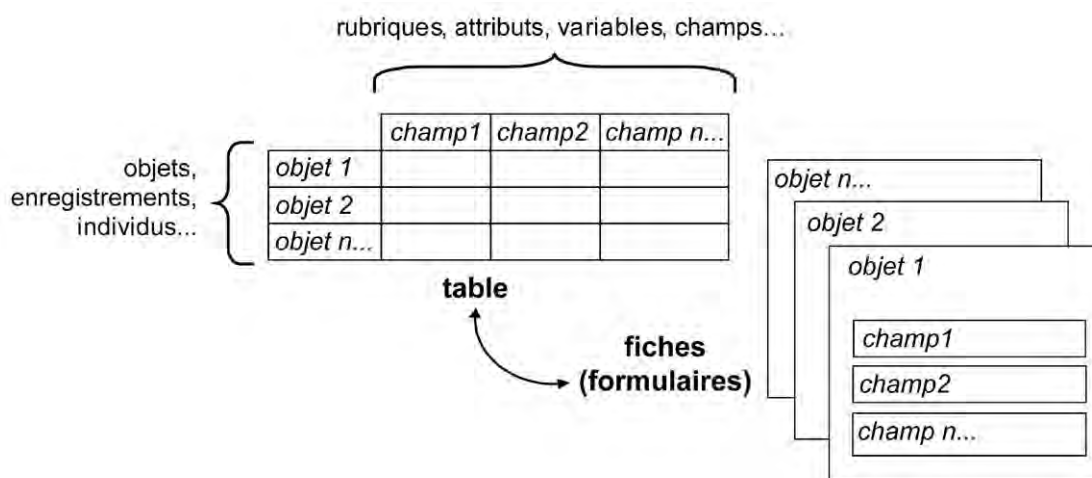 rubriques, attributs, variables, champs...
champ1 champ2 champ n...
objets,
enregistrements,
individus...
objet 1
objet 2
objet n...
table
fiches
(formulaires)
objet n...
objet 2
objet 1
champ1
champ2
champ n...